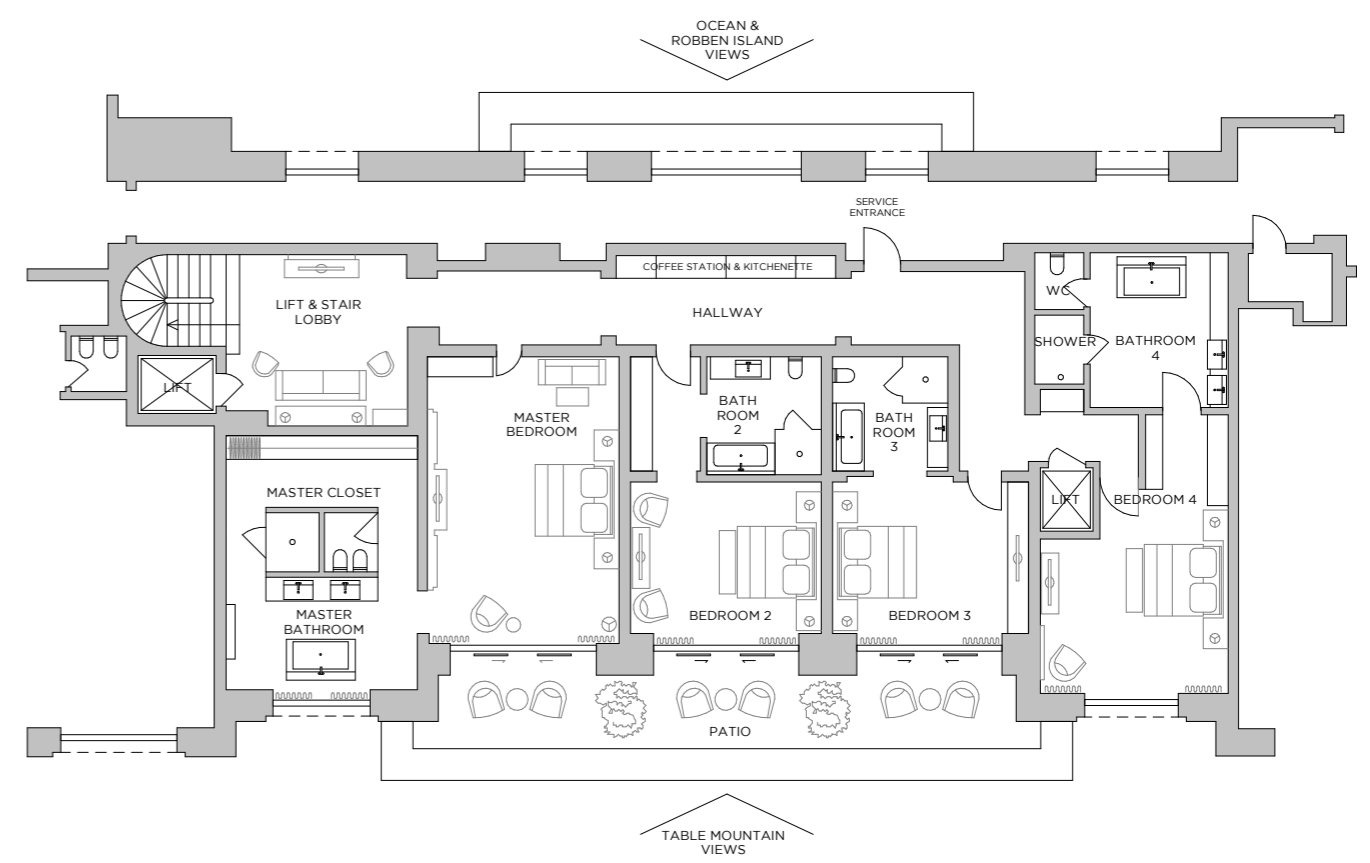 OCEAN &
ROBBEN ISLAND
VIEWS
SERVICE
ENTRANCE
COFFEE STATION & KITCHENETTE
LIFT & STAIR
LOBBY
HALLWAY
WC
SHOWER
BATHROOM
4
LIFT
MASTER
BEDROOM
BATH
ROOM
2
BATH
ROOM
3
MASTER CLOSET
LIFT
BEDROOM 4
MASTER
BATHROOM
BEDROOM 2
BEDROOM 3
PATIO
TABLE MOUNTAIN
VIEWS